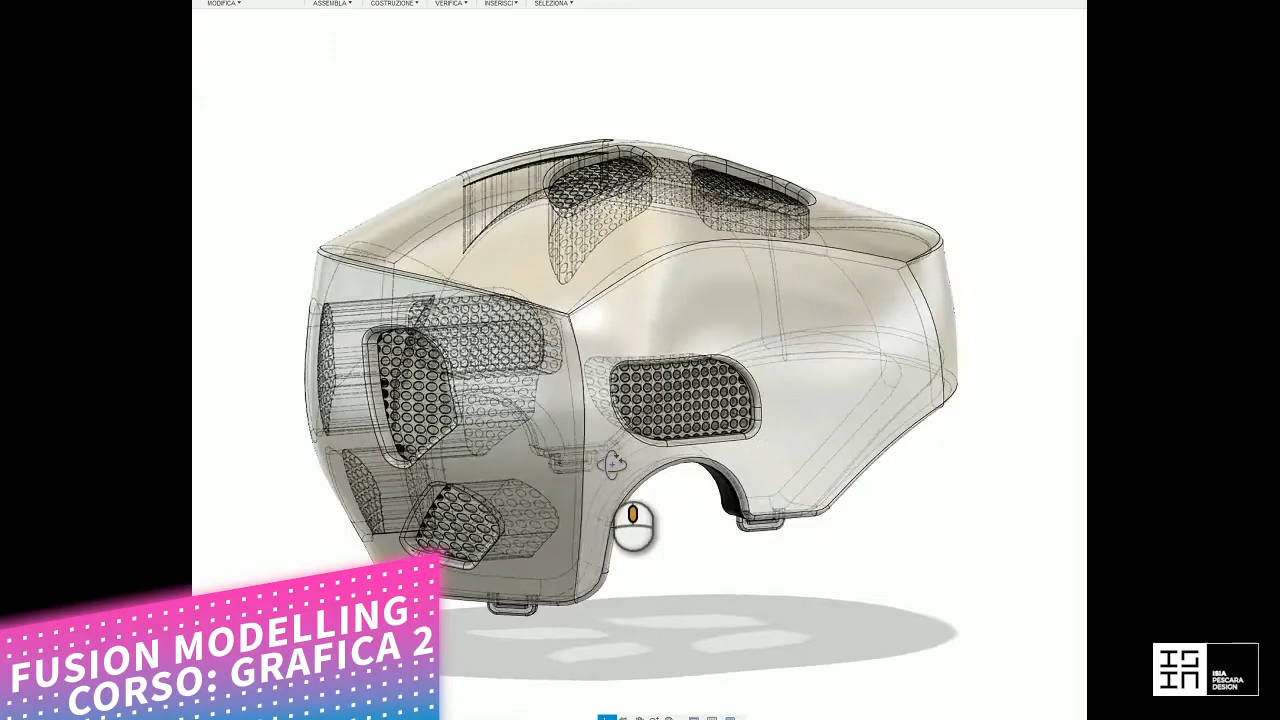 MODIFICA
ASSEMBLA
COSTRUZIONE
VERIFICA
INSERISCI
SELEZIONA
FUSION MODELLING
CORSO: GRAFICA 2
ISIA
PESCARA
DESIGN